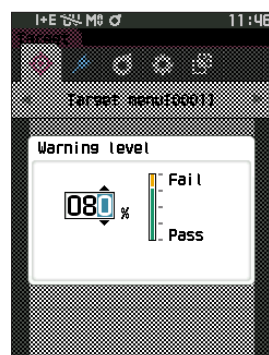 I+E M 11:46
Target
Target menu[0001]
Warning level
080 %
Fail
Pass